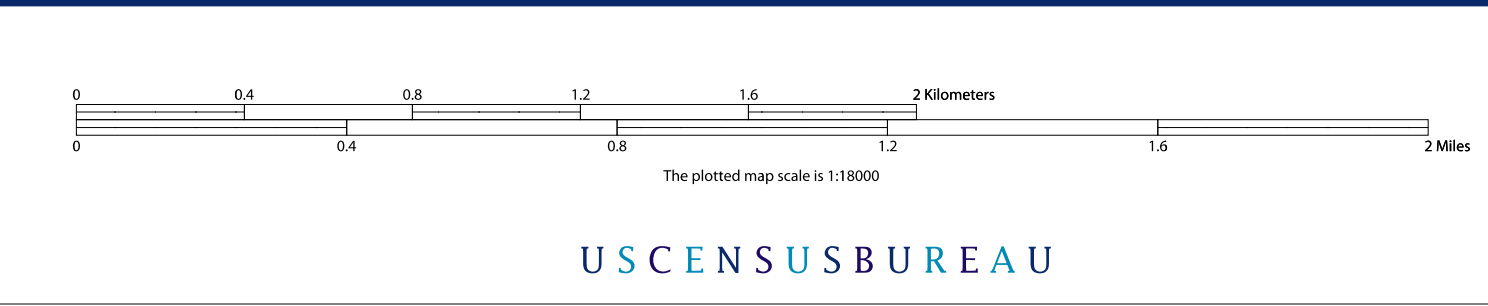 0 0.4 0.8 1.2 1.6 2 Kilometers
0 0.4 0.8 1.2 1.6 2 Miles
The plotted map scale is 1:18000
USCENSUSBUREAU